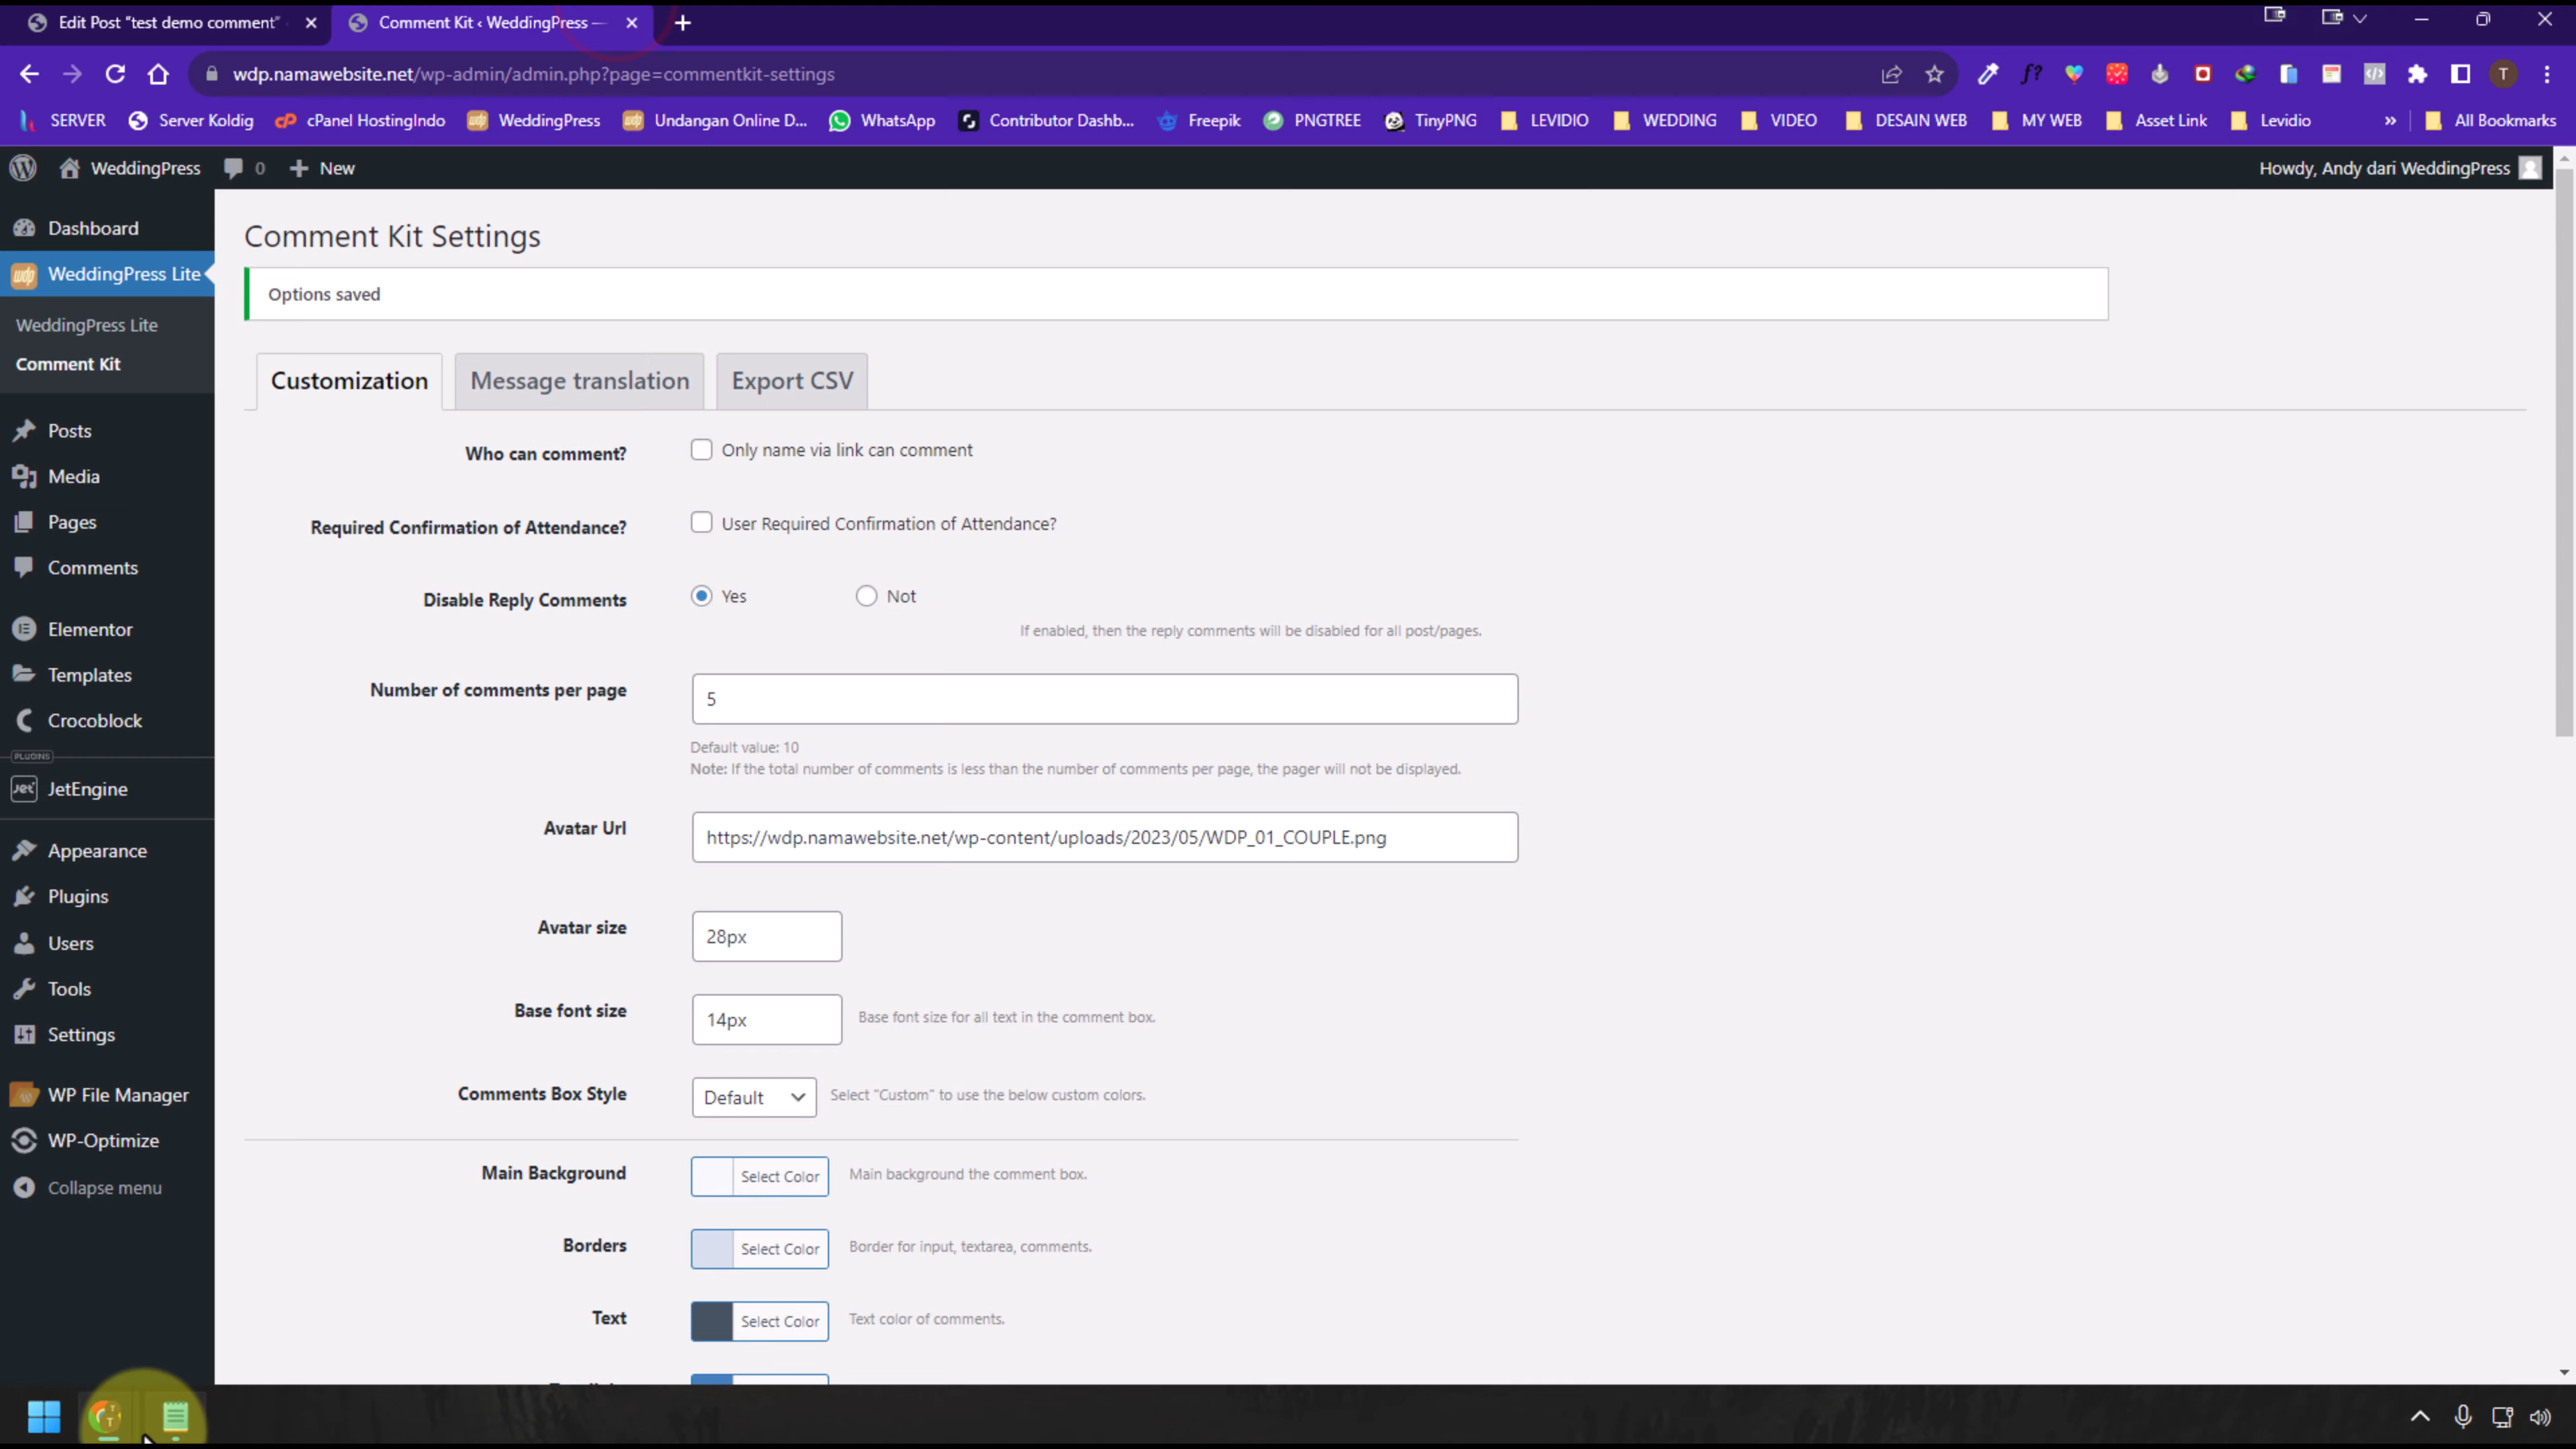 Edit Post “test demo comment”
Comment Kit ‹ WeddingPress —
wdp.namawebsite.net/wp-admin/admin.php?page=commentkit-settings
f?
T
SERVER
Server Koldig
cPanel HostingIndo
WeddingPress
Undangan Online D...
WhatsApp
Contributor Dashb...
Freepik
PNGTREE
TinyPNG
LEVIDIO
WEDDING
VIDEO
DESAIN WEB
MY WEB
Asset Link
Levidio
»
All Bookmarks
WeddingPress
0
New
Howdy, Andy dari WeddingPress
Dashboard
wdp
WeddingPress Lite
WeddingPress Lite
Comment Kit
Posts
Media
Pages
Comments
Elementor
Templates
Crocoblock
PLUGINS
Jet
JetEngine
Appearance
Plugins
Users
Tools
Settings
WP File Manager
WP-Optimize
Collapse menu
Comment Kit Settings
Options saved
Customization
Message translation
Export CSV
Who can comment?
Only name via link can comment
Required Confirmation of Attendance?
User Required Confirmation of Attendance?
Disable Reply Comments
Yes
Not
If enabled, then the reply comments will be disabled for all post/pages.
Number of comments per page
5
Default value: 10
Note: If the total number of comments is less than the number of comments per page, the pager will not be displayed.
Avatar Url
https://wdp.namawebsite.net/wp-content/uploads/2023/05/WDP_01_COUPLE.png
Avatar size
28px
Base font size
14px
Base font size for all text in the comment box.
Comments Box Style
Default
Select "Custom" to use the below custom colors.
Main Background
Select Color
Main background the comment box.
Borders
Select Color
Border for input, textarea, comments.
Text
Select Color
Text color of comments.